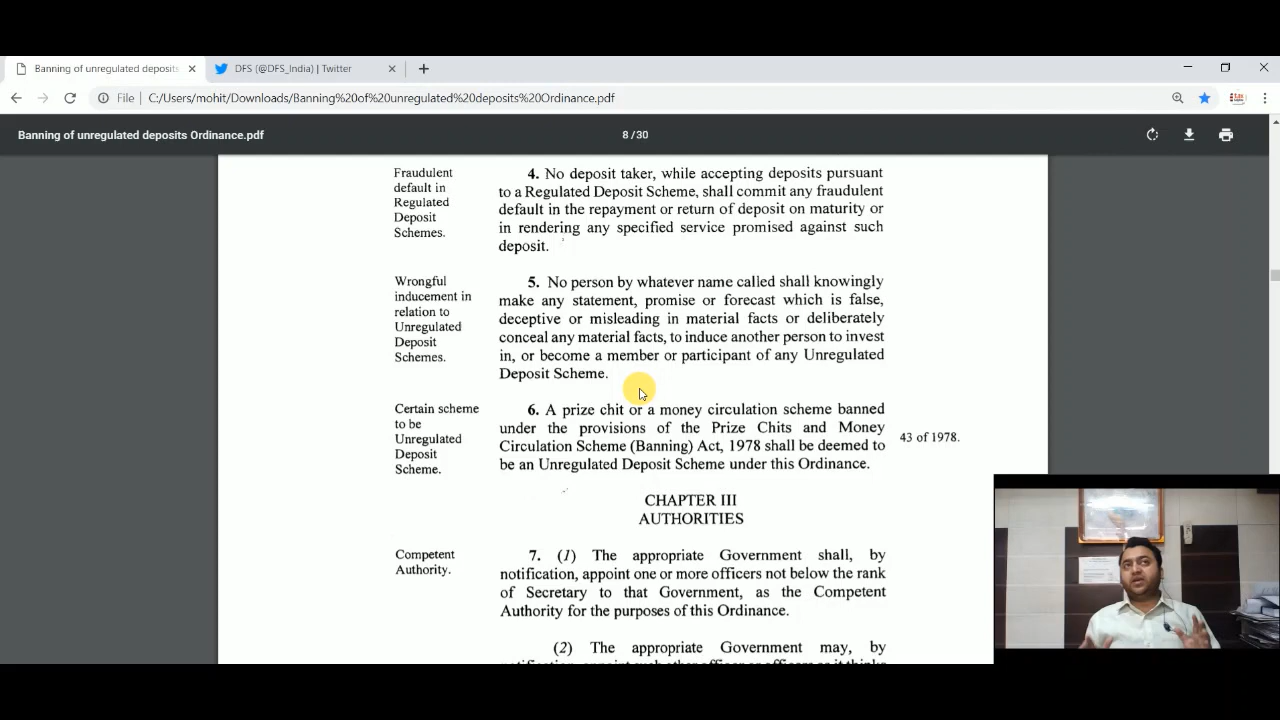 Banning of unregulated deposits
DFS (@DFS_India) | Twitter
File | C:/Users/mohit/Downloads/Banning%20of%20unregulated%20deposits%20Ordinance.pdf
Banning of unregulated deposits Ordinance.pdf
8 / 30
Fraudulent
default in
Regulated
Deposit
Schemes.
4. No deposit taker, while accepting deposits pursuant
to a Regulated Deposit Scheme, shall commit any fraudulent
default in the repayment or return of deposit on maturity or
in rendering any specified service promised against such
deposit.
Wrongful
inducement in
relation to
Unregulated
Deposit
Schemes.
5. No person by whatever name called shall knowingly
make any statement, promise or forecast which is false,
deceptive or misleading in material facts or deliberately
conceal any material facts, to induce another person to invest
in, or become a member or participant of any Unregulated
Deposit Scheme.
Certain scheme
to be
Unregulated
Deposit
Scheme.
6. A prize chit or a money circulation scheme banned
under the provisions of the Prize Chits and Money
Circulation Scheme (Banning) Act, 1978 shall be deemed to
be an Unregulated Deposit Scheme under this Ordinance.
43 of 1978.
CHAPTER III
AUTHORITIES
Competent
Authority.
7. (1) The appropriate Government shall, by
notification, appoint one or more officers not below the rank
of Secretary to that Government, as the Competent
Authority for the purposes of this Ordinance.
(2) The appropriate Government may, by